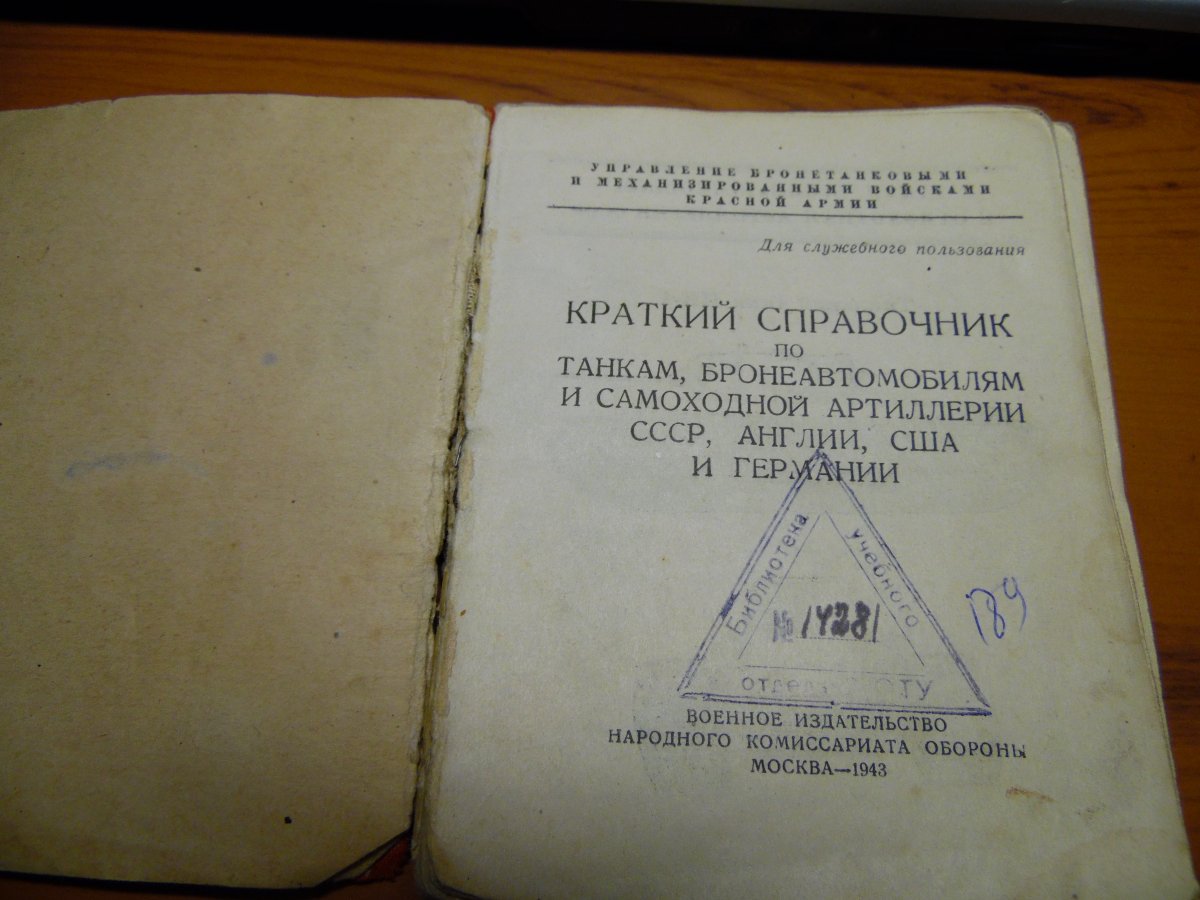 УПРАВЛЕНИЕ БРОНЕТАНКОВЫМИ
И МЕХАНИЗИРОВАННЫМИ ВОЙСКАМИ
КРАСНОЙ АРМИИ
Для служебного пользования
КРАТКИЙ СПРАВОЧНИК
ПО
ТАНКАМ, БРОНЕАВТОМОБИЛЯМ
И САМОХОДНОЙ АРТИЛЛЕРИИ
СССР, АНГЛИИ, США
И ГЕРМАНИИ
Библиотека
учебного
№ 14281
189
ВОЕННОЕ ИЗДАТЕЛЬСТВО
НАРОДНОГО КОМИССАРИАТА ОБОРОНЫ
МОСКВА—1943